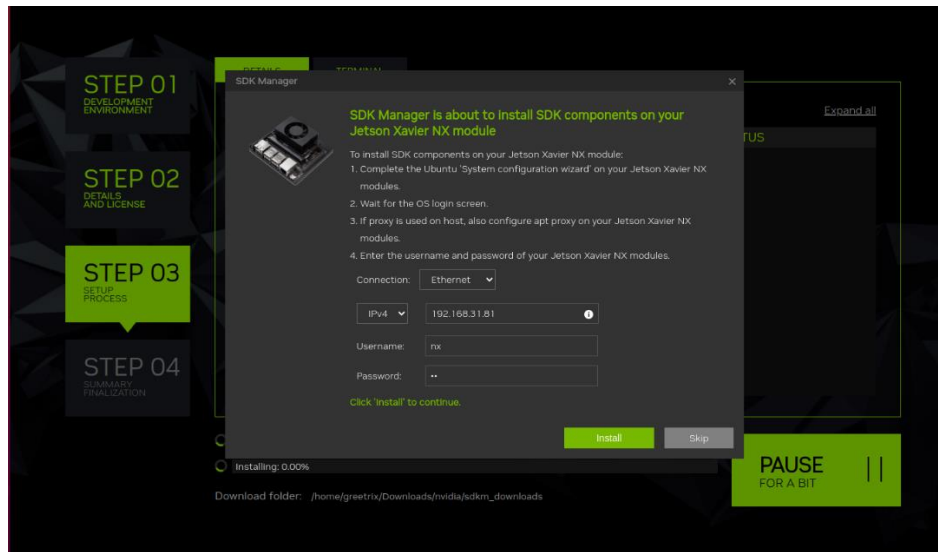 STEP 01
DEVELOPMENT
ENVIRONMENT
STEP 02
DETAILS
AND LICENSE
STEP 03
SETUP
PROCESS
STEP 04
SUMMARY
FINALIZATION
DETAILS
TERMINAL
Expand all
SDK Manager
SDK Manager is about to install SDK components on your
Jetson Xavier NX module
To install SDK components on your Jetson Xavier NX module:
1. Complete the Ubuntu 'System configuration wizard' on your Jetson Xavier NX
modules.
2. Wait for the OS login screen.
3. If proxy is used on host, also configure apt proxy on your Jetson Xavier NX
modules.
4. Enter the username and password of your Jetson Xavier NX modules.
Connection: Ethernet
IPv4 192.168.31.81
Username: nx
Password: ••
Click 'Install' to continue.
Install Skip
Installing: 0.00%
Download folder: /home/greetrix/Downloads/nvidia/sdkm_downloads
PAUSE
FOR A BIT